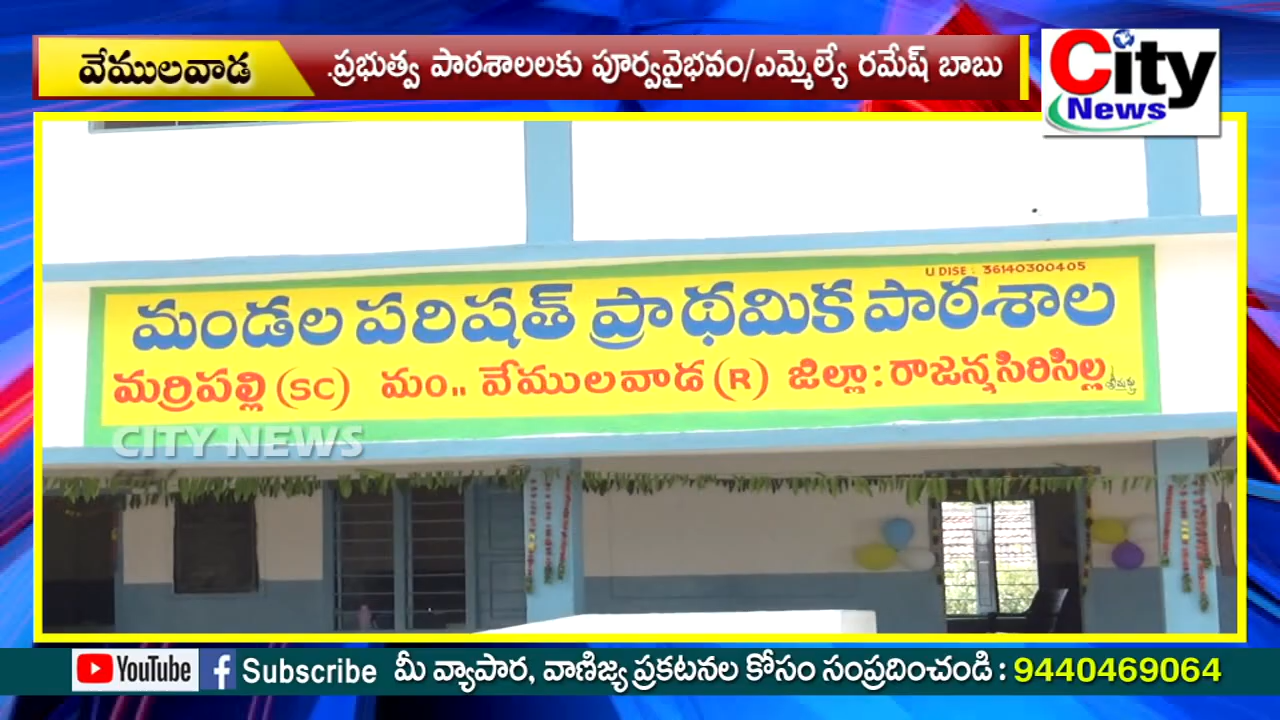 వేములవాడ
.ప్రభుత్వ పాఠశాలలకు పూర్వవైభవం/ఎమ్మెల్యే రమేష్ బాబు
City
News
U DISE : 36140300405
మండల పరిషత్ ప్రాథమిక పాఠశాల
మర్రిపల్లి (SC) మం.. వేములవాడ (R) జిల్లా : రాజన్నసిరిసిల్ల
CITY NEWS
YouTube f Subscribe మీ వ్యాపార, వాణిజ్య ప్రకటనల కోసం సంప్రదించండి : 9440469064